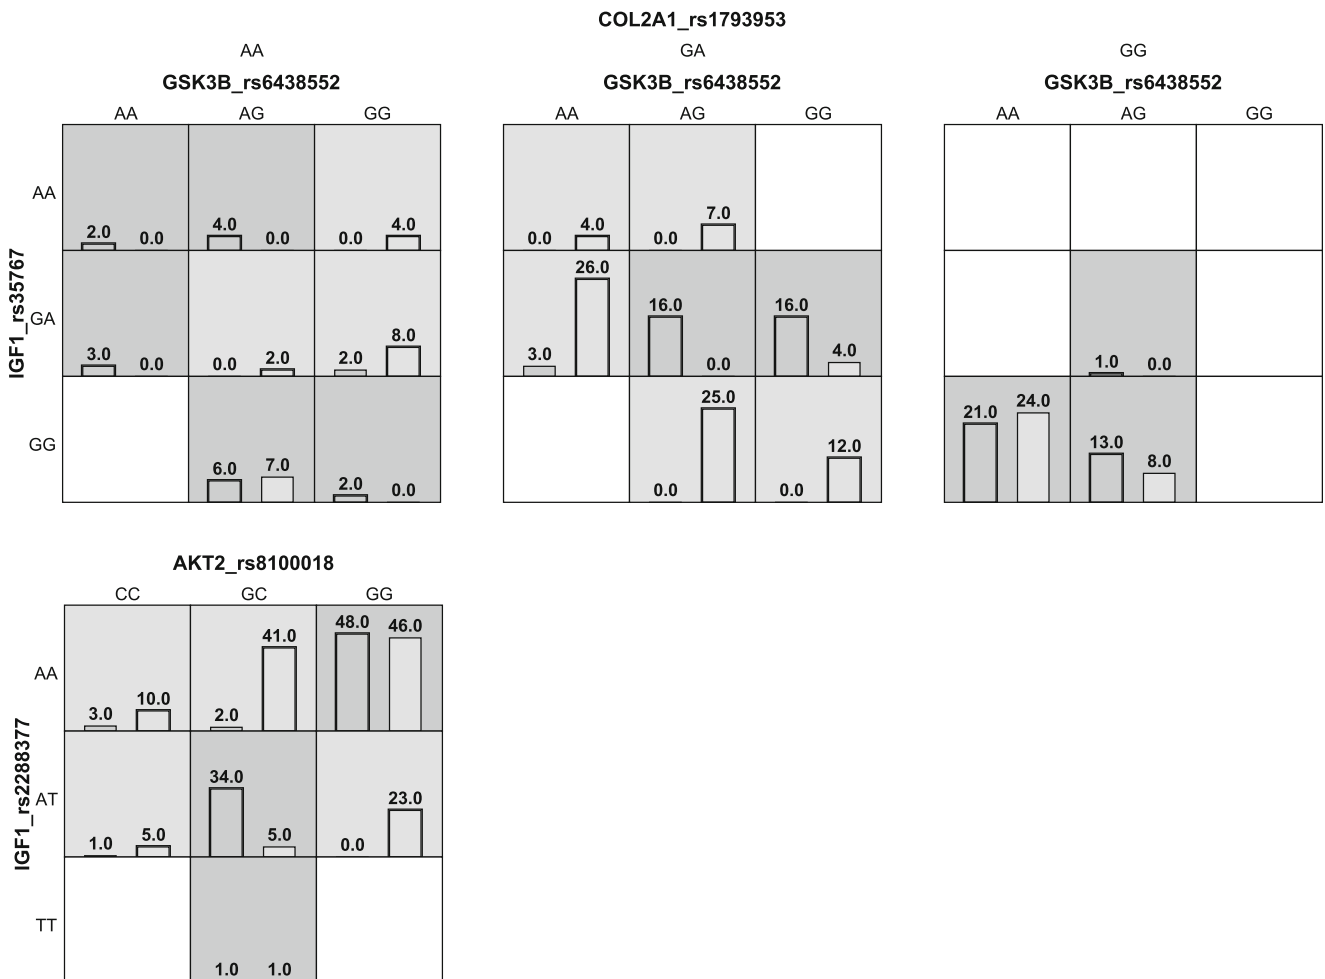 COL2A1_rs1793953
AA GA GG
GSK3B_rs6438552 GSK3B_rs6438552 GSK3B_rs6438552
AA AG GG AA AG GG AA AG GG
IGF1_rs35767
AA
2.0 0.0 4.0 0.0 0.0 4.0 0.0 4.0 0.0 7.0
GA
3.0 0.0 0.0 2.0 2.0 8.0 3.0 26.0 16.0 0.0 16.0 4.0 1.0 0.0
GG
6.0 7.0 2.0 0.0 0.0 25.0 0.0 12.0 21.0 24.0 13.0 8.0
AKT2_rs8100018
CC GC GG
IGF1_rs2288377
AA
3.0 10.0 2.0 41.0 48.0 46.0
AT
1.0 5.0 34.0 5.0 0.0 23.0
TT
1.0 1.0